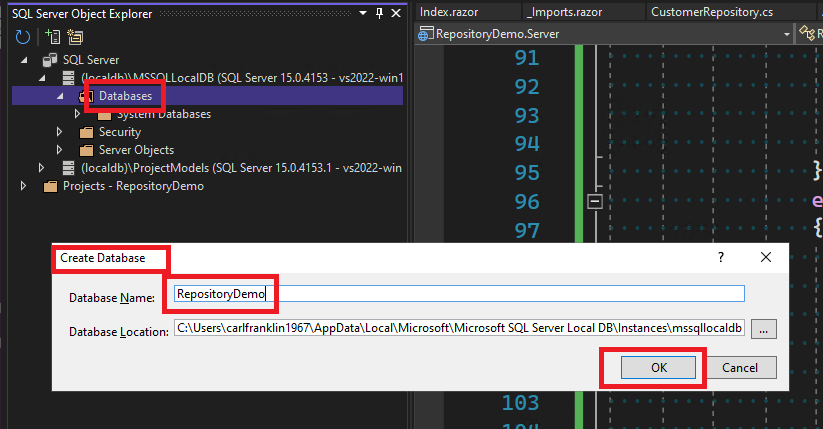 SQL Server Object Explorer
SQL Server
(localdb)\MSSQLLocalDB (SQL Server 15.0.4153 - vs2022-win1
Databases
System Databases
Security
Server Objects
(localdb)\ProjectModels (SQL Server 15.0.4153.1 - vs2022-win
Projects - RepositoryDemo
Index.razor
_Imports.razor
CustomerRepository.cs
RepositoryDemo.Server
91
92
93
94
95
}
96
e
97
{
Create Database
?
Database Name:
RepositoryDemo
Database Location:
C:\Users\carlfranklin1967\AppData\Local\Microsoft\Microsoft SQL Server Local DB\Instances\mssqllocaldb
...
OK
Cancel
103